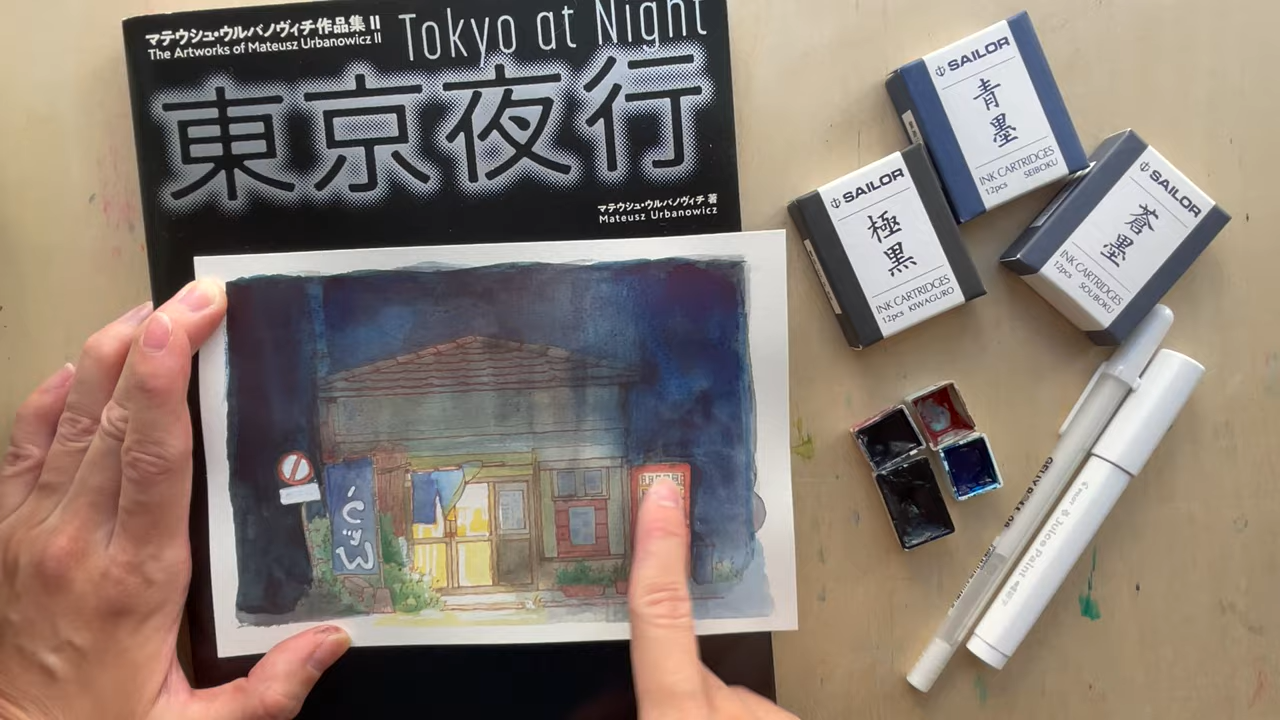 マテウシュ・ウルバノヴィチ作品集 II
The Artworks of Mateusz Urbanowicz II
Tokyo at Night
東京夜行
マテウシュ・ウルバノヴィチ 著
Mateusz Urbanowicz
SAILOR
青墨
INK CARTRIDGES
12pcs SEIBOKU
SAILOR
極黒
INK CARTRIDGES
12pcs KIWAGURO
SAILOR
蒼墨
INK CARTRIDGES
12pcs SOUBOKU
Juice Paint